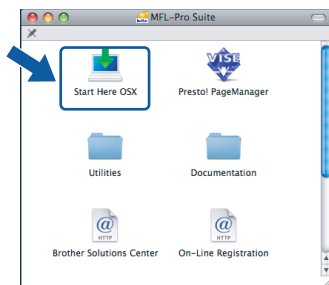 MFL-Pro Suite
VISE
Start Here OSX
Presto! PageManager
Utilities
Documentation
@
HTTP
@
HTTP
Brother Solutions Center
On-Line Registration